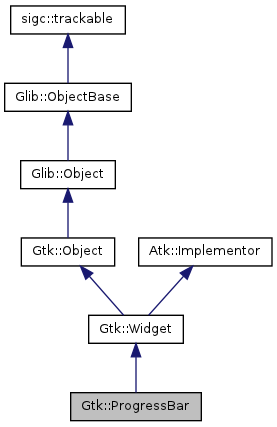 sigc::trackable
Glib::ObjectBase
Glib::Object
Gtk::Object
Atk::Implementor
Gtk::Widget
Gtk::ProgressBar